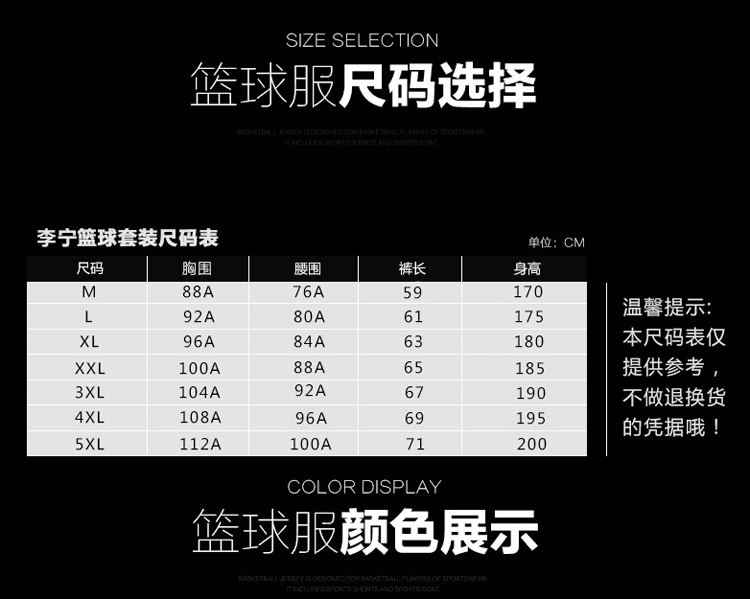 SIZE SELECTION
篮球服尺码选择
BASKETBALL JERSEY IS DESIGNED FOR BASKETBALL PLAYERS OF SPORTSWEAR,
IT INCLUDES SPORTS SHORTS AND SPORTS COAT.
李宁篮球套装尺码表 单位: CM
尺码 胸围 腰围 裤长 身高
M 88A 76A 59 170
L 92A 80A 61 175
XL 96A 84A 63 180
XXL 100A 88A 65 185
3XL 104A 92A 67 190
4XL 108A 96A 69 195
5XL 112A 100A 71 200
温馨提示:
本尺码表仅
提供参考，
不做退换货
的凭据哦！
COLOR DISPLAY
篮球服颜色展示
BASKETBALL JERSEY IS DESIGNED FOR BASKETBALL PLAYERS OF SPORTSWEAR,
IT INCLUDES SPORTS SHORTS AND SPORTS COAT.